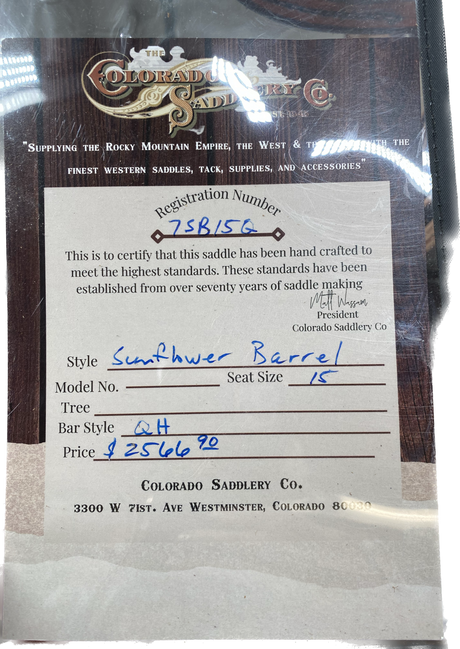 THE
COLORADO
SADDLERY CO.
"SUPPLYING THE ROCKY MOUNTAIN EMPIRE, THE WEST & THE
FINEST WESTERN SADDLES, TACK, SUPPLIES, AND ACCESSORIES"
Registration Number
75B15Q
This is to certify that this saddle has been hand crafted to
meet the highest standards. These standards have been
established from over seventy years of saddle making
President
Colorado Saddlery Co
Style Sunflower Barrel
Model No. Seat Size 15
Tree
Bar Style QH
Price $2566 90
COLORADO SADDLERY CO.
3300 W 71ST. AVE WESTMINSTER, COLORADO